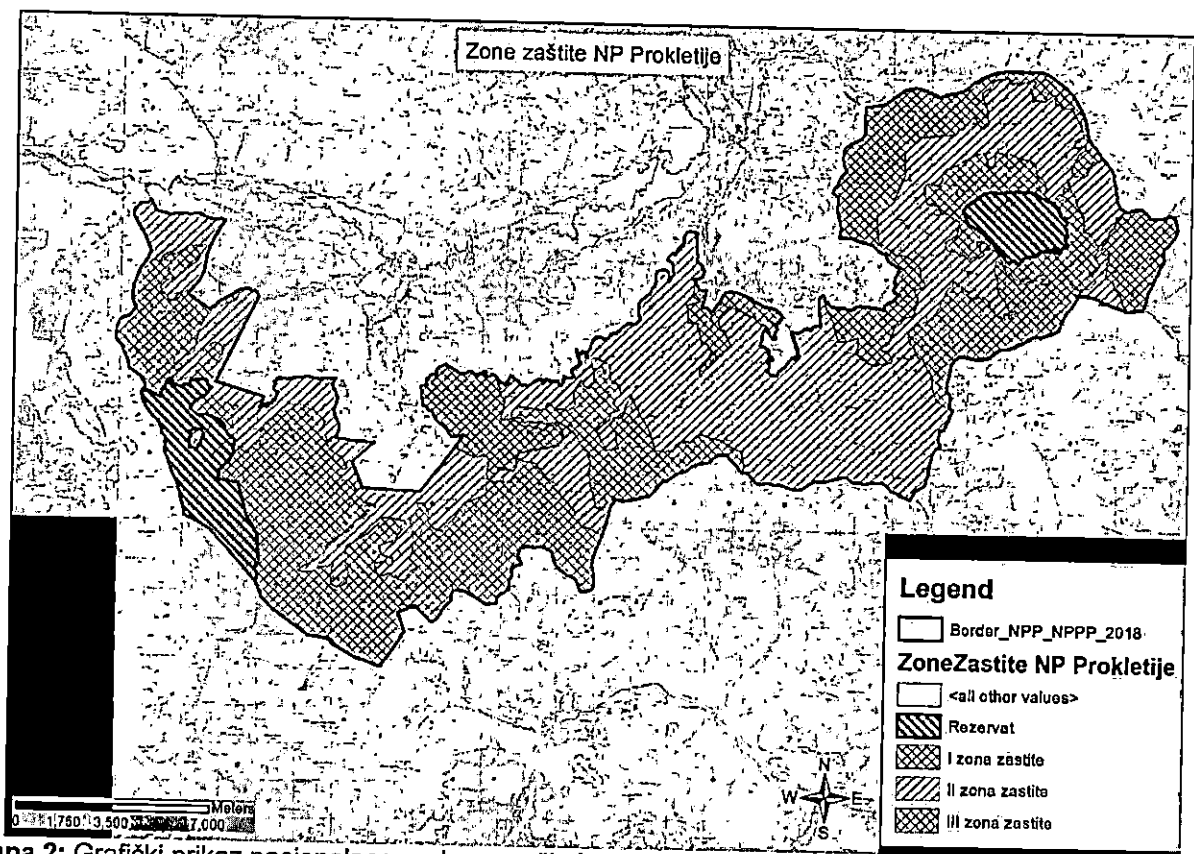 Zone zaštite NP Prokletije
Legend
Border_NPP_NPPP_2018
ZoneZastite NP Prokletije
<all other values>
Rezervat
I zona zastite
II zona zastite
III zona zastite
N
W E
S
Meters
0 1,750 3,500 7,000
2: Grafički prikaz